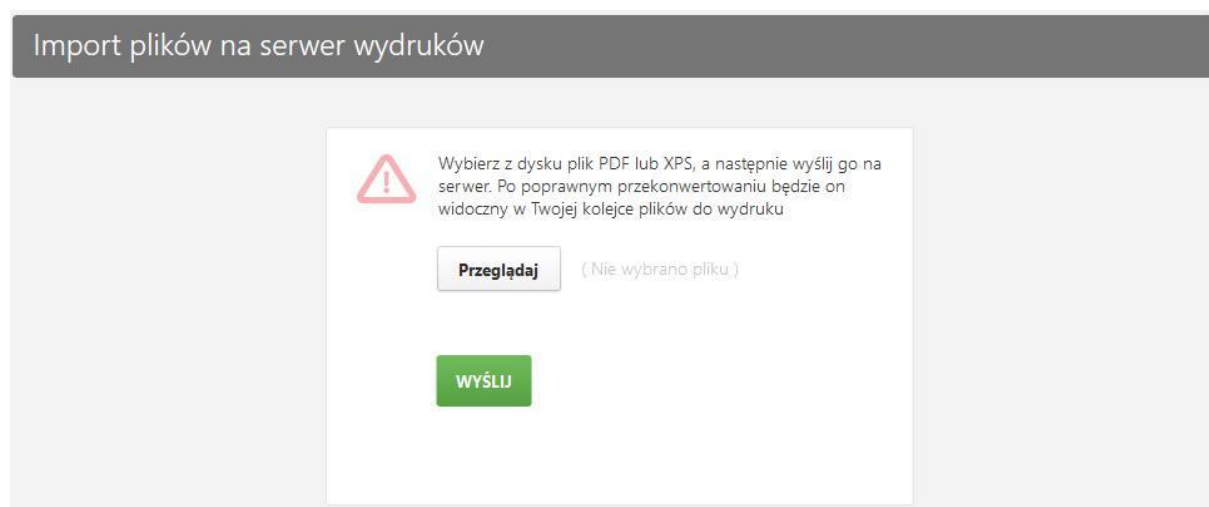 Import plików na serwer wydruków
Wybierz z dysku plik PDF lub XPS, a następnie wyślij go na
serwer. Po poprawnym przekonwertowaniu będzie on
widoczny w Twojej kolejce plików do wydruku
Przeglądaj ( Nie wybrano pliku )
WYŚLIJ